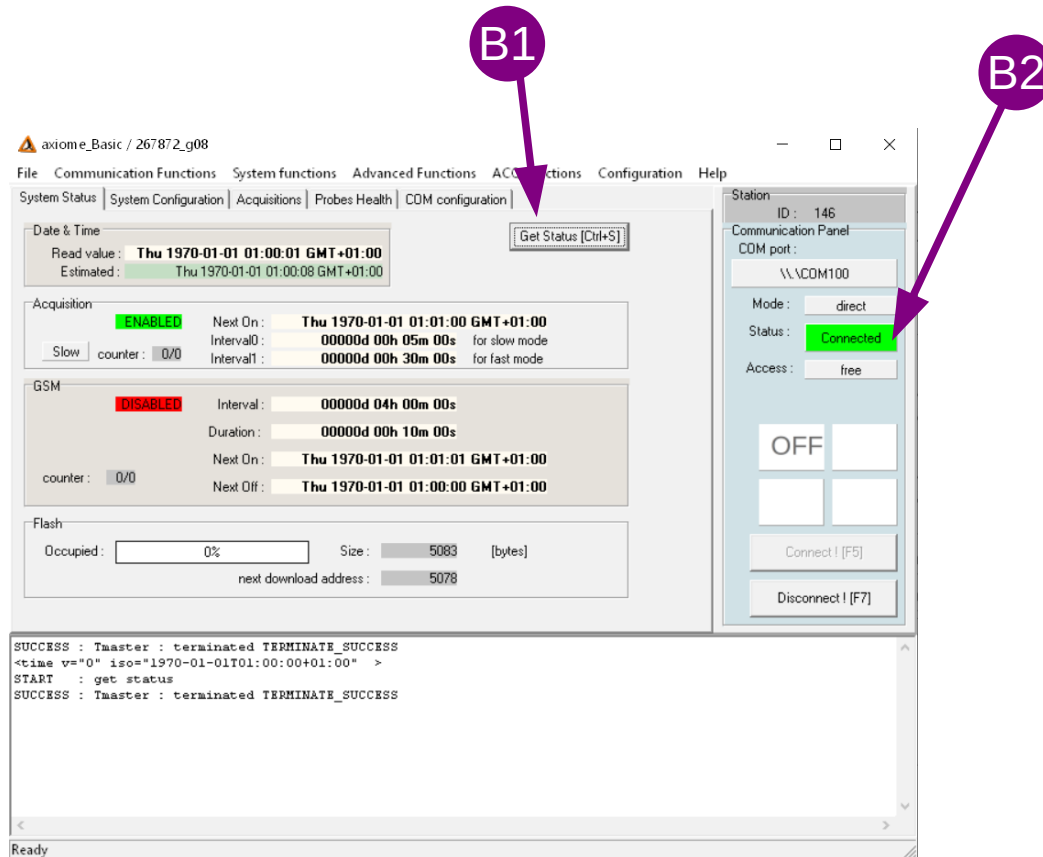 B1
B2
axiome_Basic / 267872_g08
File Communication Functions System functions Advanced Functions ctions Configuration Help
System Status System Configuration Acquisitions Probes Health COM configuration
Get Status [Ctrl+S]
Date & Time
Read value : Thu 1970-01-01 01:00:01 GMT+01:00
Estimated : Thu 1970-01-01 01:00:08 GMT+01:00
Acquisition
ENABLED Next On : Thu 1970-01-01 01:01:00 GMT+01:00
Interval0 : 00000d 00h 05m 00s for slow mode
Slow counter : 0/0 Interval1 : 00000d 00h 30m 00s for fast mode
GSM
DISABLED Interval : 00000d 04h 00m 00s
Duration : 00000d 00h 10m 00s
Next On : Thu 1970-01-01 01:01:01 GMT+01:00
counter : 0/0
Next Off : Thu 1970-01-01 01:00:00 GMT+01:00
Flash
Occupied : 0% Size : 5083 [bytes]
next download address : 5078
Station
ID : 146
Communication Panel
COM port :
\\.\COM100
Mode : direct
Status : Connected
Access : free
OFF
Connect ! [F5]
Disconnect ! [F7]
SUCCESS : Tmaster : terminated TERMINATE_SUCCESS
<time v="0" iso="1970-01-01T01:00:00+01:00" >
START : get status
SUCCESS : Tmaster : terminated TERMINATE_SUCCESS
Ready